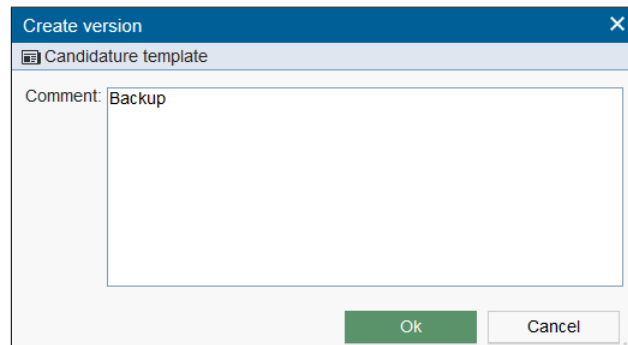 Create version
Candidature template
Comment: Backup
Ok Cancel